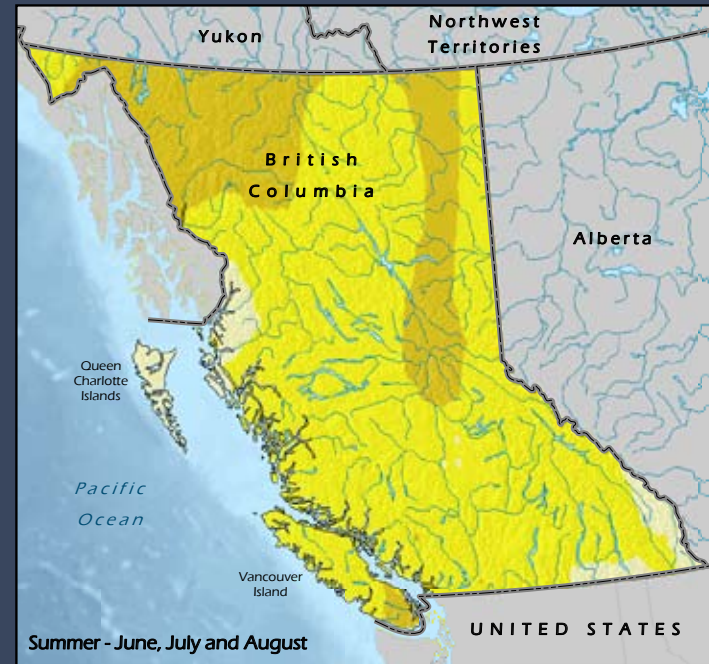 Yukon
Northwest
Territories
British
Columbia
Alberta
Queen
Charlotte
Islands
Pacific
Ocean
Vancouver
Island
Summer - June, July and August
UNITED STATES